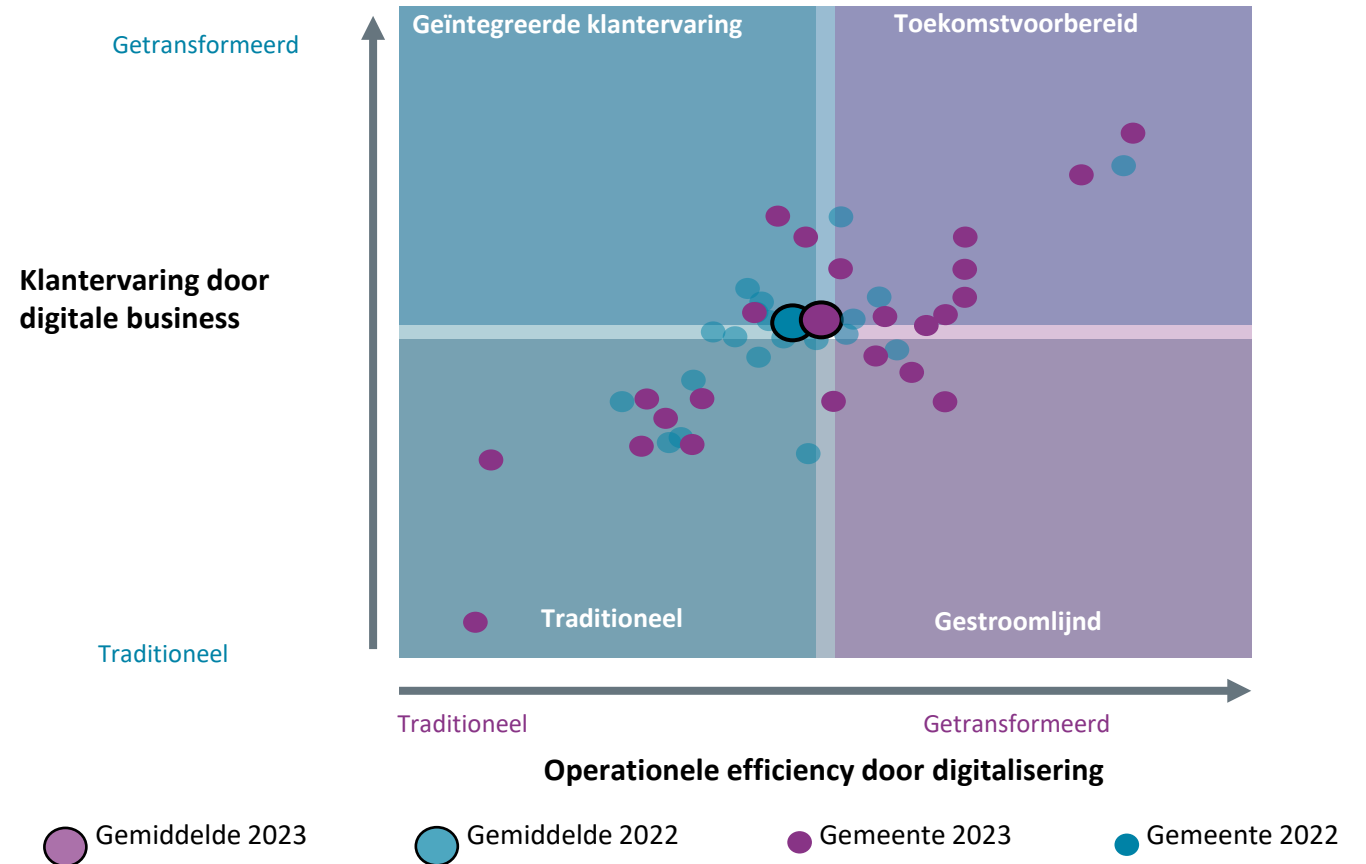 Geïntegreerde klantervaring
Toekomstvoorbereid
Getransformeerd
Klantervaring door
digitale business
Traditioneel
Gestroomlijnd
Traditioneel
Traditioneel
Getransformeerd
Operationele efficiency door digitalisering
Gemiddelde 2023
Gemiddelde 2022
Gemeente 2023
Gemeente 2022